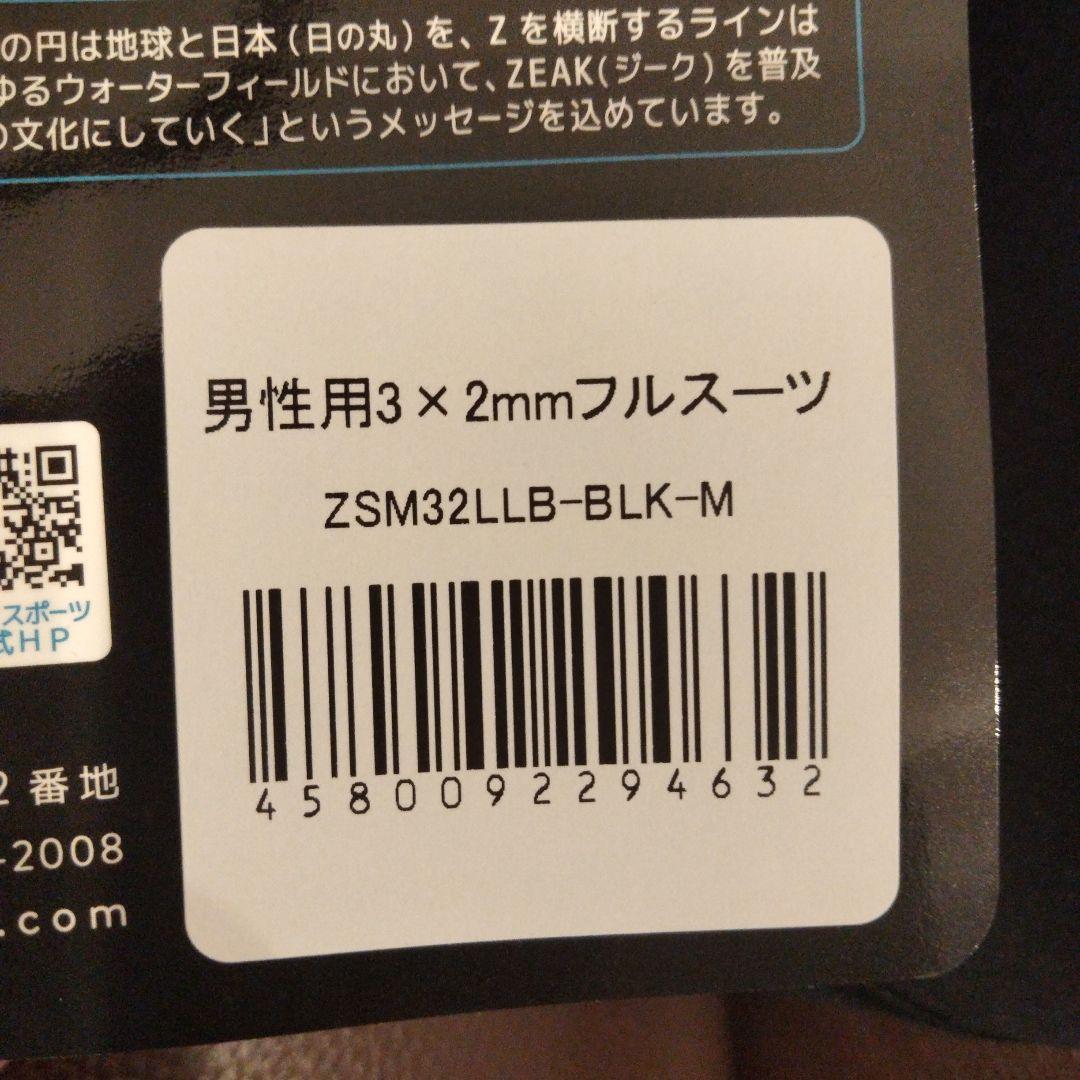 の円は地球と日本（日の丸）を、Zを横断するラインは
ゆるウォーターフィールドにおいて、ZEAK（ジーク）を普及
文化にしていく」というメッセージを込めています。
男性用3×2mmフルスーツ
ZSM32LLB-BLK-M
スポーツ
式HP
4580092294632
2番地
-2008
.com